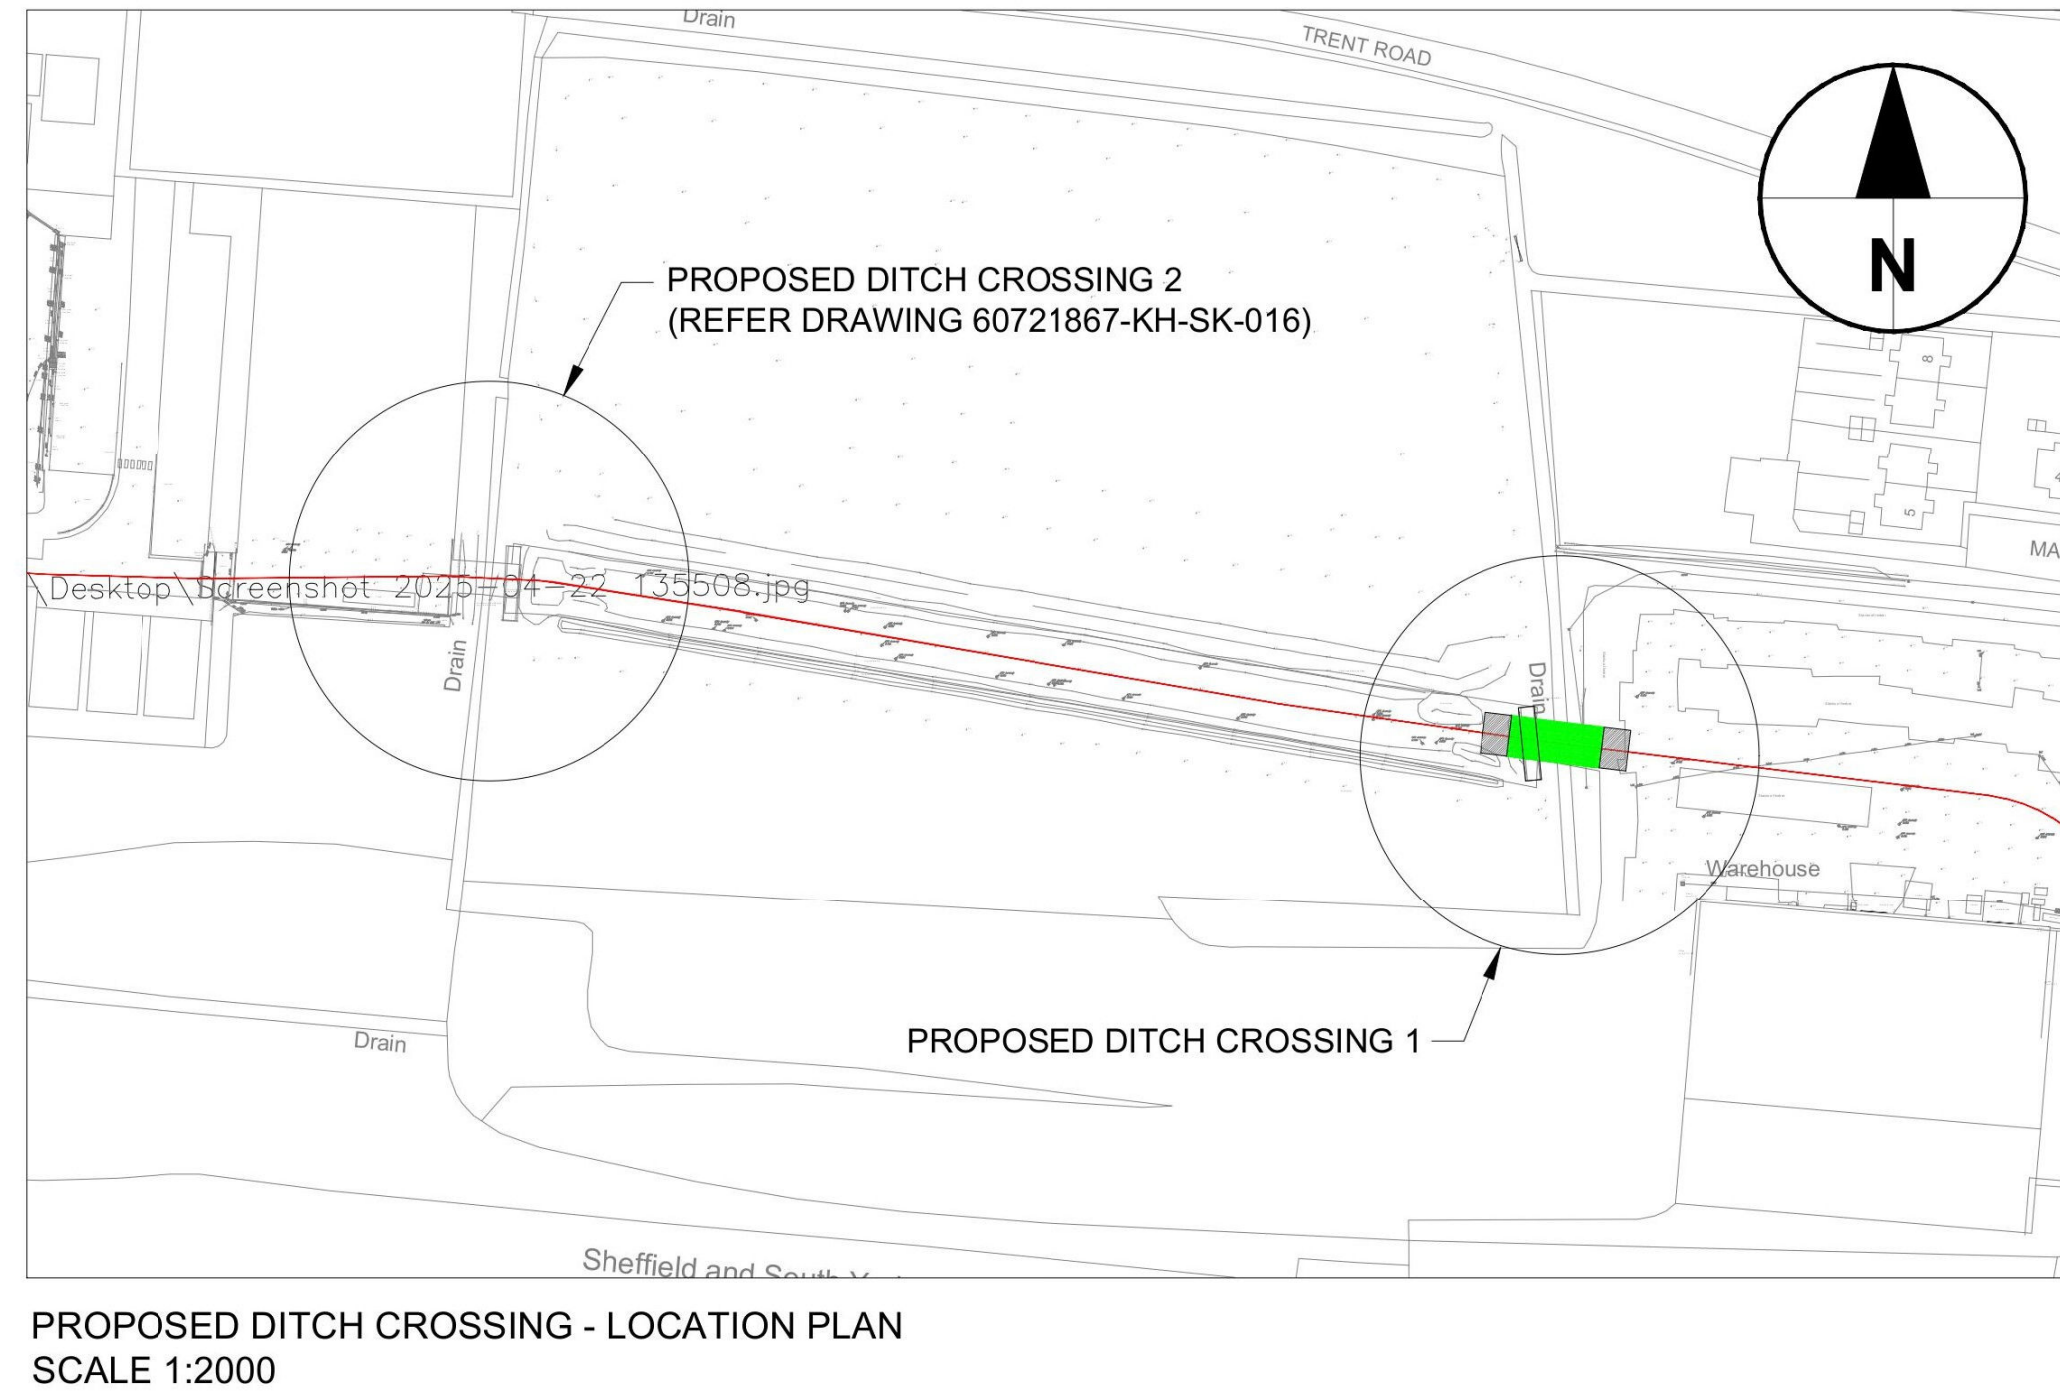 Drain
TRENT ROAD
N
PROPOSED DITCH CROSSING 2
(REFER DRAWING 60721867-KH-SK-016)
8
5
MA
\Desktop\Screenshot 2025-04-22 135508.jpg
Drain
Drain
Warehouse
PROPOSED DITCH CROSSING 1
Drain
Sheffield and South
PROPOSED DITCH CROSSING - LOCATION PLAN
SCALE 1:2000